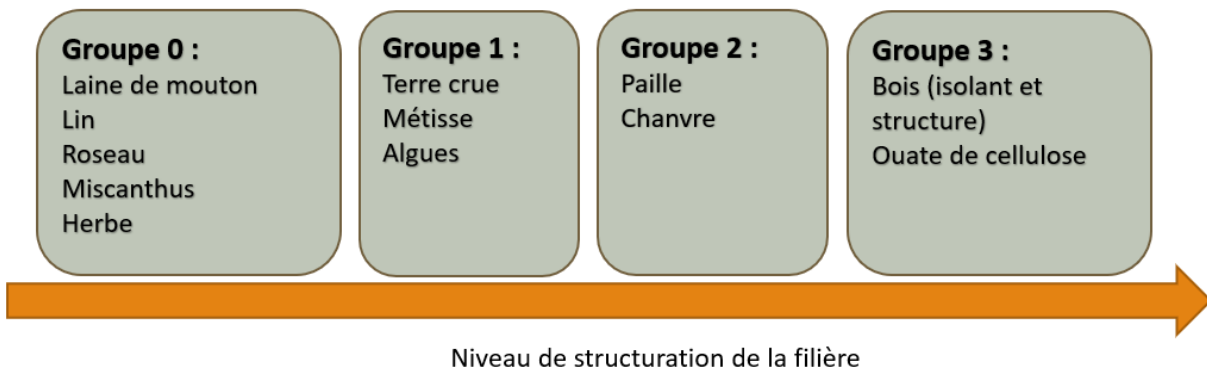 Groupe 0 :
Laine de mouton
Lin
Roseau
Miscanthus
Herbe
Groupe 1 :
Terre crue
Métisse
Algues
Groupe 2 :
Paille
Chanvre
Groupe 3 :
Bois (isolant et
structure)
Ouate de cellulose
Niveau de structuration de la filière